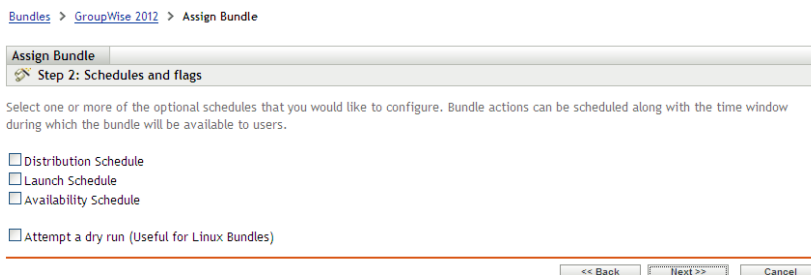 Bundles > GroupWise 2012 > Assign Bundle
Assign Bundle
Step 2: Schedules and flags
Select one or more of the optional schedules that you would like to configure. Bundle actions can be scheduled along with the time window
during which the bundle will be available to users.
Distribution Schedule
Launch Schedule
Availability Schedule
Attempt a dry run (Useful for Linux Bundles)
<< Back Next >> Cancel